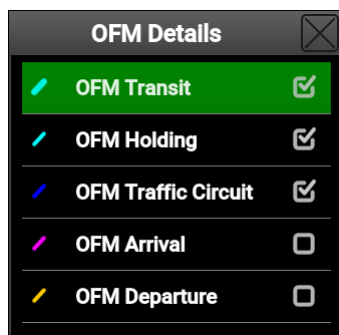 OFM Details
OFM Transit
OFM Holding
OFM Traffic Circuit
OFM Arrival
OFM Departure